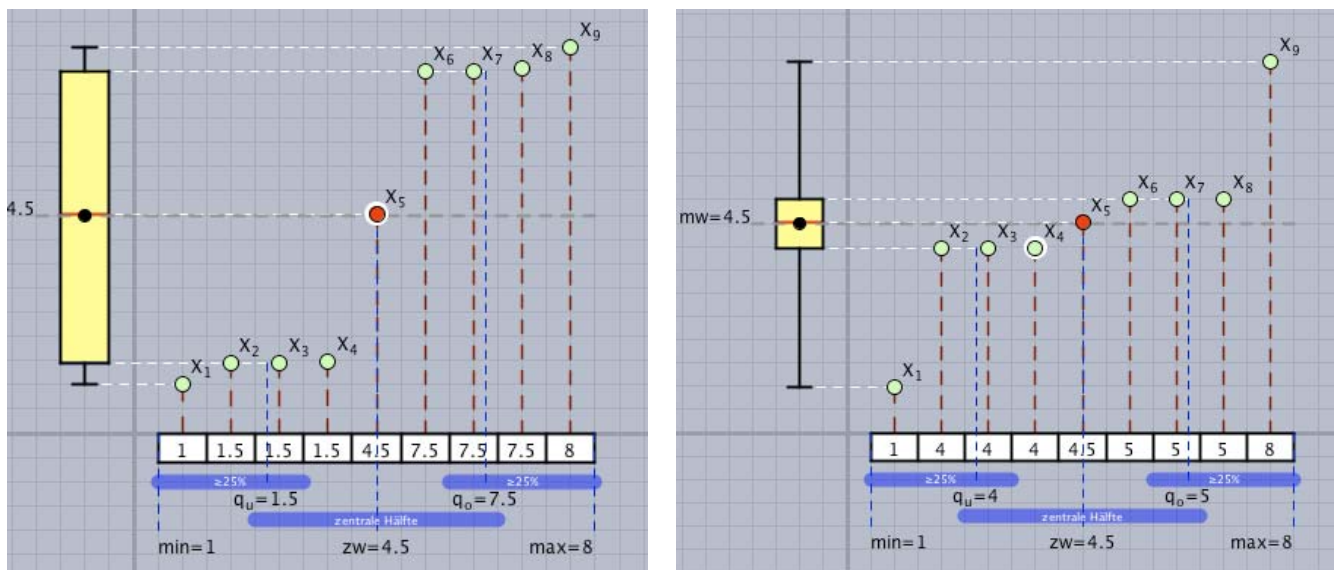 X9
X6 X7 X8
X5
4.5
X2 X3 X4
X1
1 1.5 1.5 1.5 4.5 7.5 7.5 7.5 8
≥25% ≥25%
qu=1.5 qo=7.5
zentrale Hälfte
min=1 zw=4.5 max=8
X9
X6 X7 X8
X5
mw=4.5
X2 X3 X4
X1
1 4 4 4 4.5 5 5 5 8
≥25% ≥25%
qu=4 qo=5
zentrale Hälfte
min=1 zw=4.5 max=8